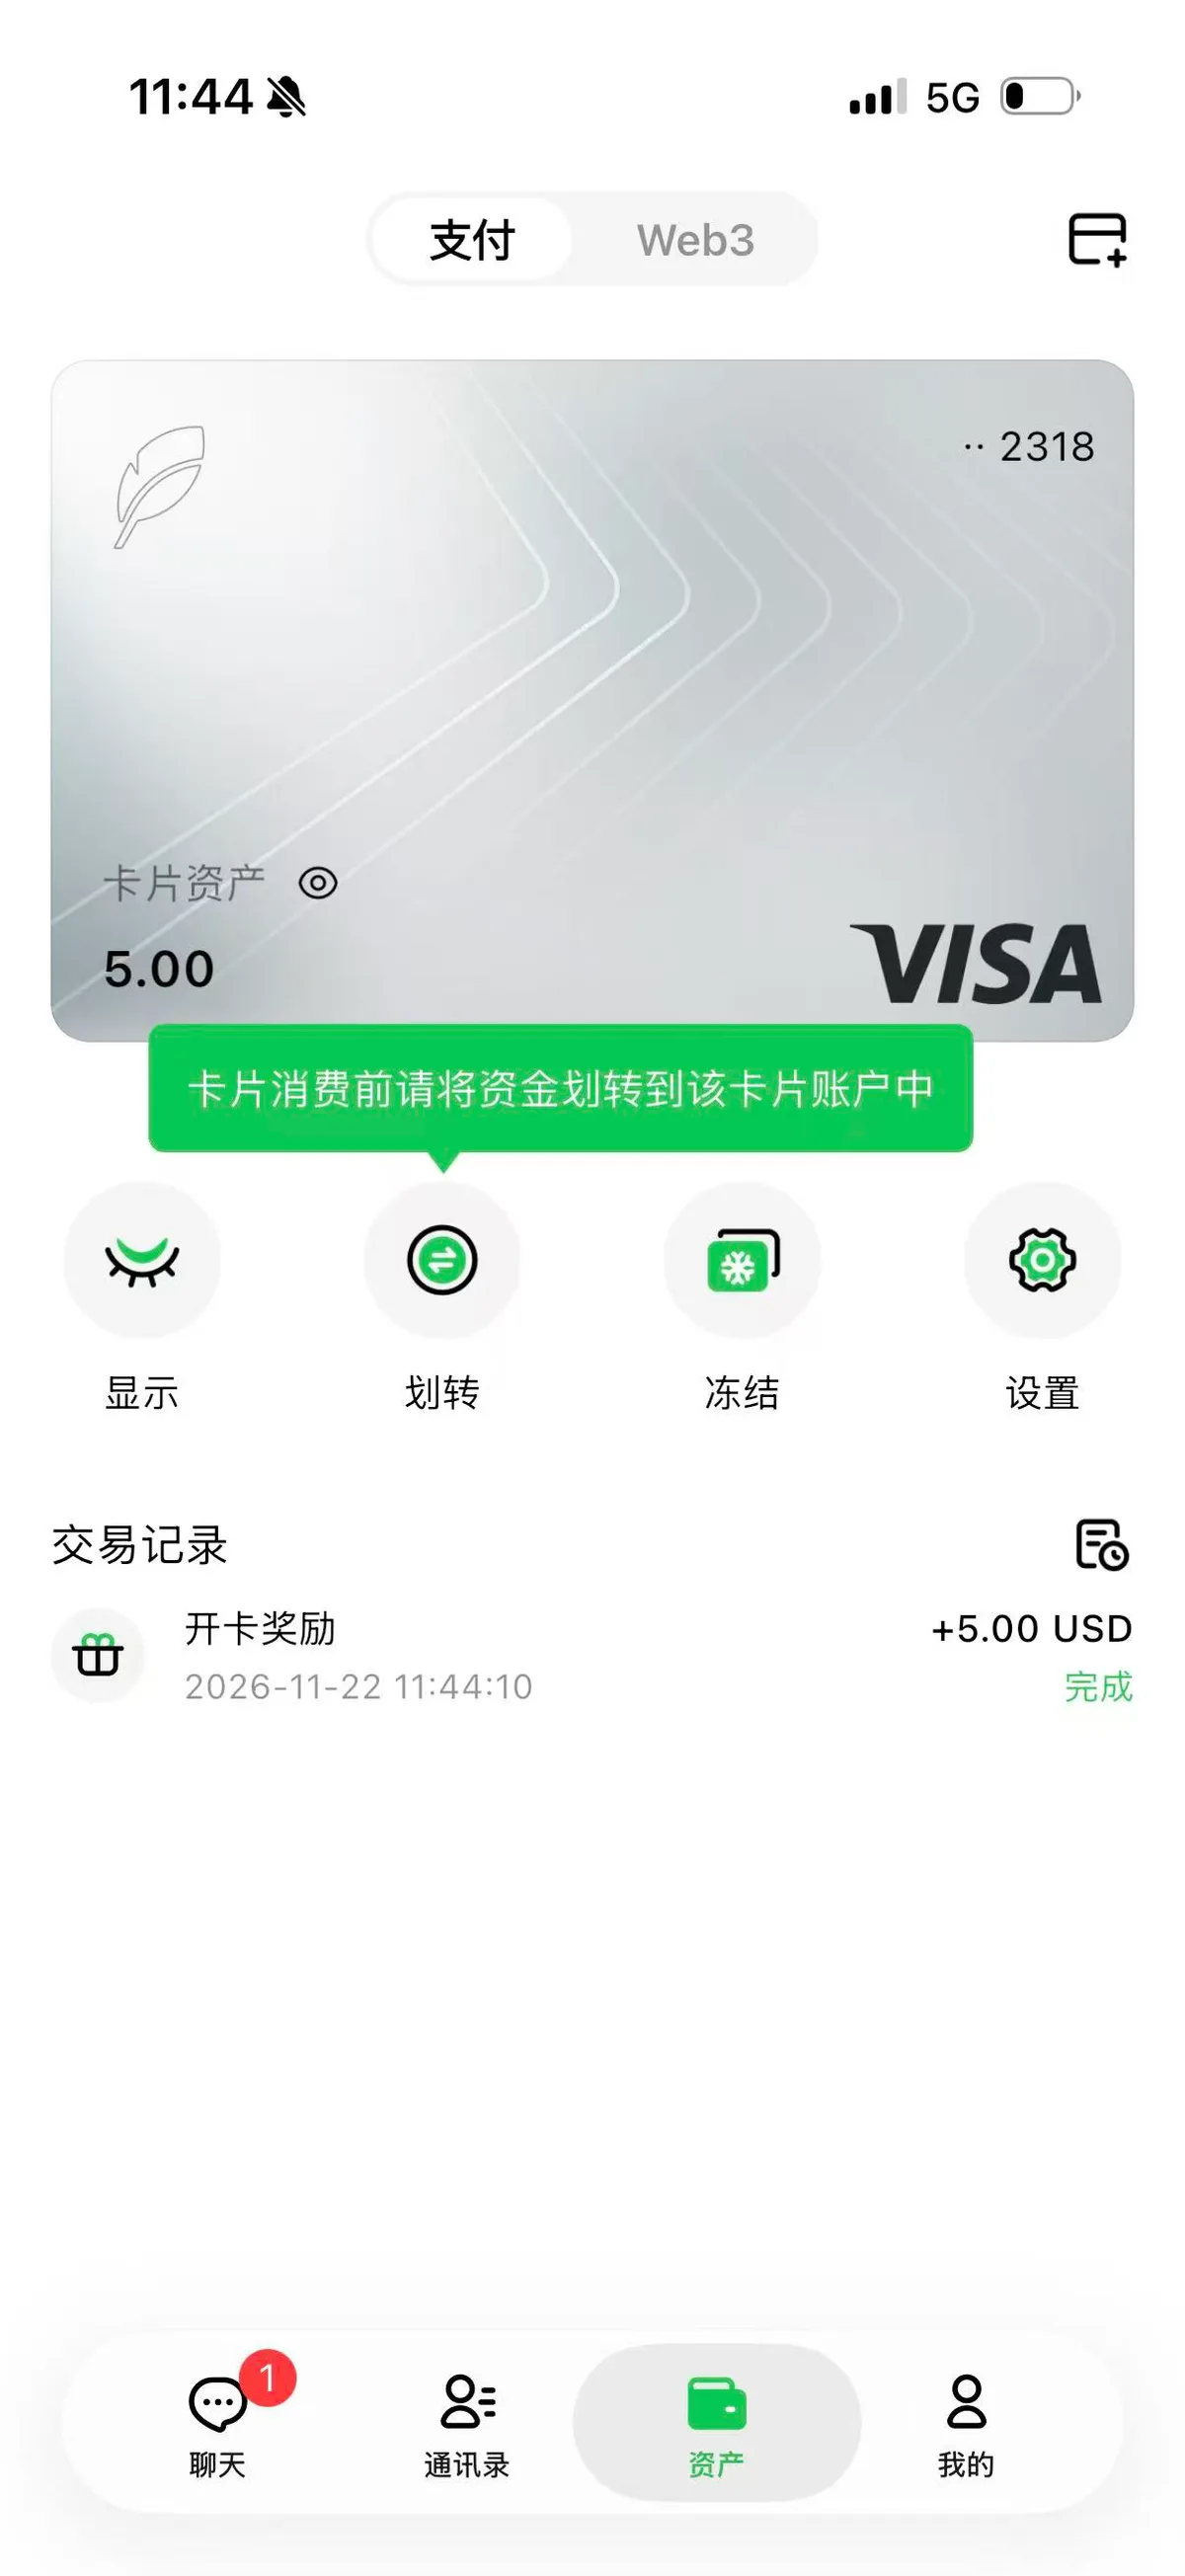 11:44
5G
支付
Web3
·· 2318
卡片资产
5.00
VISA
卡片消费前请将资金划转到该卡片账户中
显示
划转
冻结
设置
交易记录
开卡奖励
+5.00 USD
2026-11-22 11:44:10
完成
1
聊天
通讯录
资产
我的